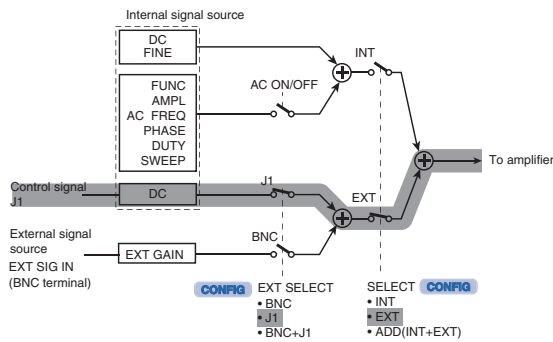 Internal signal source
DC
FINE
INT
FUNC
AMPL
AC FREQ
PHASE
DUTY
SWEEP
AC ON/OFF
To amplifier
Control signal
J1
DC
J1
EXT
External signal
source
EXT SIG IN
(BNC terminal)
EXT GAIN
BNC
CONFIG EXT SELECT
• BNC
• J1
• BNC+J1
SELECT CONFIG
• INT
• EXT
• ADD(INT+EXT)